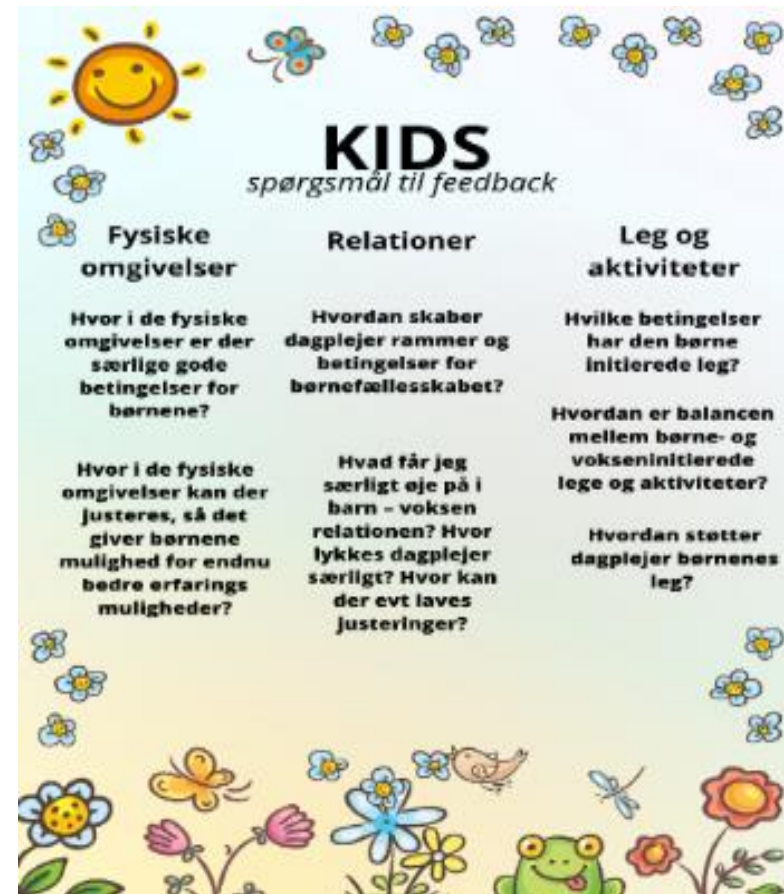 KIDS
spørgsmål til feedback
Fysiske
omgivelser
Hvor i de fysiske
omgivelser er der
særlige gode
betingelser for
børnene?
Hvor i de fysiske
omgivelser kan der
justeres, så det
giver børnene
mulighed for endnu
bedre erfarings
muligheder?
Relationer
Hvordan skaber
dagplejer rammer og
betingelser for
børnefællesskabet?
Hvad får jeg
særligt øje på i
barn – voksen
relationen? Hvor
lykkes dagplejer
særligt? Hvor kan
der evt laves
justeringer?
Leg og
aktiviteter
Hvilke betingelser
har den børne
initierede leg?
Hvordan er balancen
mellem børne- og
vokseninitierede
lege og aktiviteter?
Hvordan støtter
dagplejer børnenes
leg?